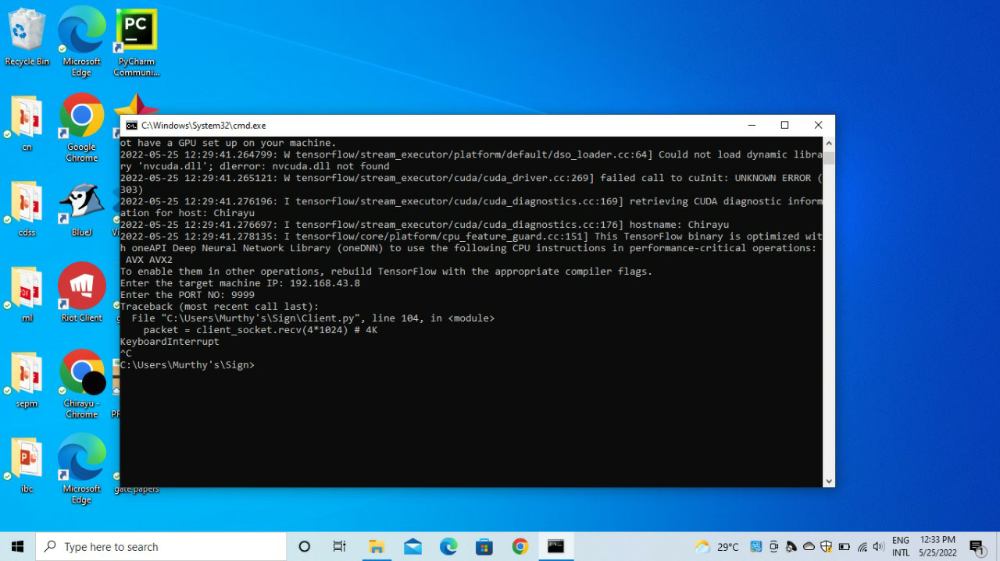 PC
Recycle Bin
Microsoft
Edge
PyCharm
Communi...
cn
Google
Chrome
cdss
BlueJ
ml
Riot Client
sepm
Chirayu -
Chrome
ibc
Microsoft
Edge
gate papers
C:\Windows\System32\cmd.exe
ot have a GPU set up on your machine.
2022-05-25 12:29:41.264799: W tensorflow/stream_executor/platform/default/dso_loader.cc:64] Could not load dynamic libra
ry 'nvcuda.dll'; dlerror: nvcuda.dll not found
2022-05-25 12:29:41.265121: W tensorflow/stream_executor/cuda/cuda_driver.cc:269] failed call to cuInit: UNKNOWN ERROR (
303)
2022-05-25 12:29:41.276196: I tensorflow/stream_executor/cuda/cuda_diagnostics.cc:169] retrieving CUDA diagnostic inform
ation for host: Chirayu
2022-05-25 12:29:41.276697: I tensorflow/stream_executor/cuda/cuda_diagnostics.cc:176] hostname: Chirayu
2022-05-25 12:29:41.278135: I tensorflow/core/platform/cpu_feature_guard.cc:151] This TensorFlow binary is optimized wit
h oneAPI Deep Neural Network Library (oneDNN) to use the following CPU instructions in performance-critical operations:
AVX AVX2
To enable them in other operations, rebuild TensorFlow with the appropriate compiler flags.
Enter the target machine IP: 192.168.43.8
Enter the PORT NO: 9999
Traceback (most recent call last):
File "C:\Users\Murthy's\Sign\Client.py", line 104, in <module>
packet = client_socket.recv(4*1024) # 4K
KeyboardInterrupt
^C
C:\Users\Murthy's\Sign>
Type here to search
29°C
ENG
INTL
12:33 PM
5/25/2022
1